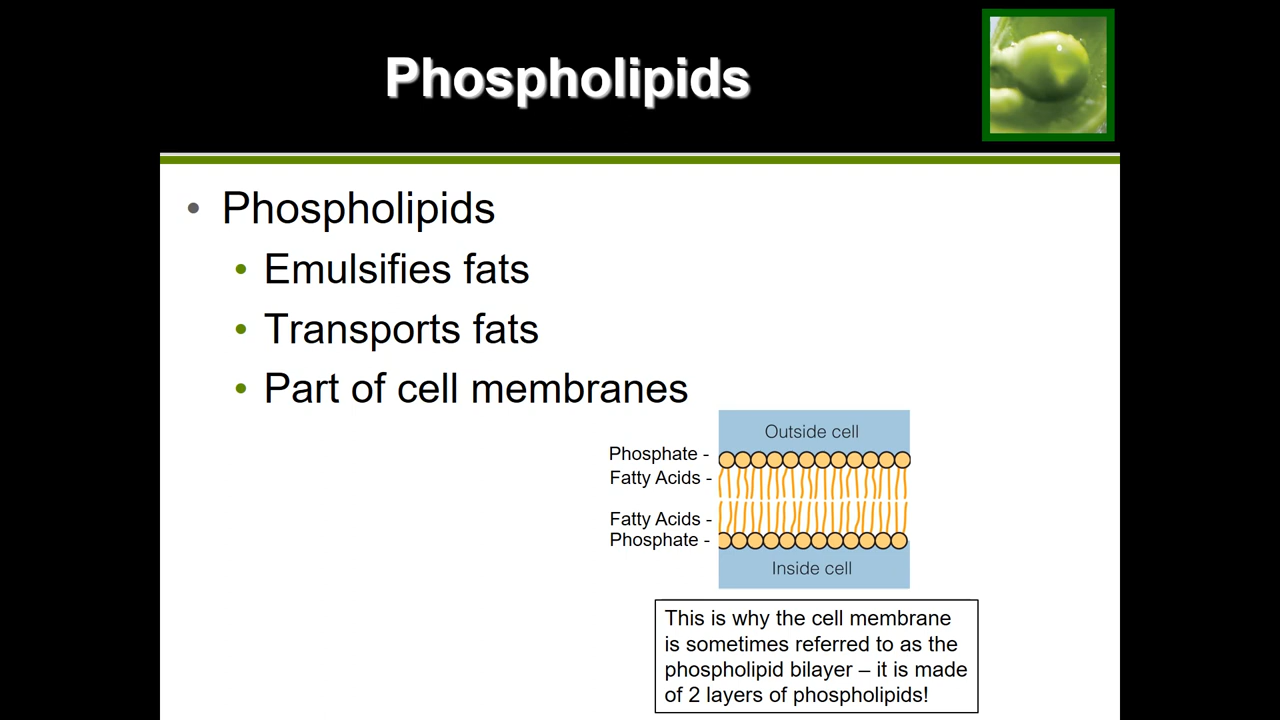 Phospholipids
• Phospholipids
• Emulsifies fats
• Transports fats
• Part of cell membranes
Outside cell
Phosphate -
Fatty Acids -
Fatty Acids -
Phosphate -
Inside cell
This is why the cell membrane
is sometimes referred to as the
phospholipid bilayer – it is made
of 2 layers of phospholipids!